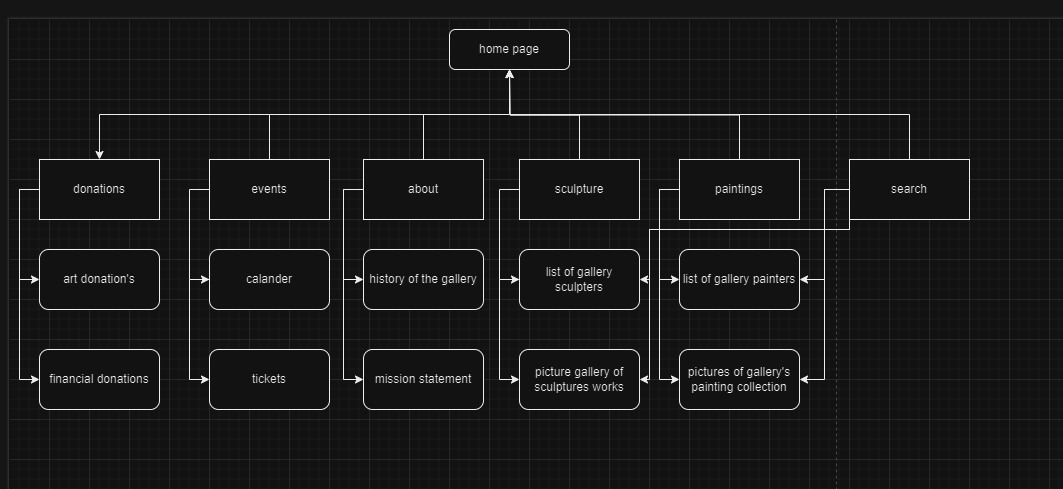 home page
donations
events
about
sculpture
paintings
search
art donation's
calander
history of the gallery
list of gallery
sculpters
list of gallery painters
financial donations
tickets
mission statement
picture gallery of
sculptures works
pictures of gallery's
painting collection